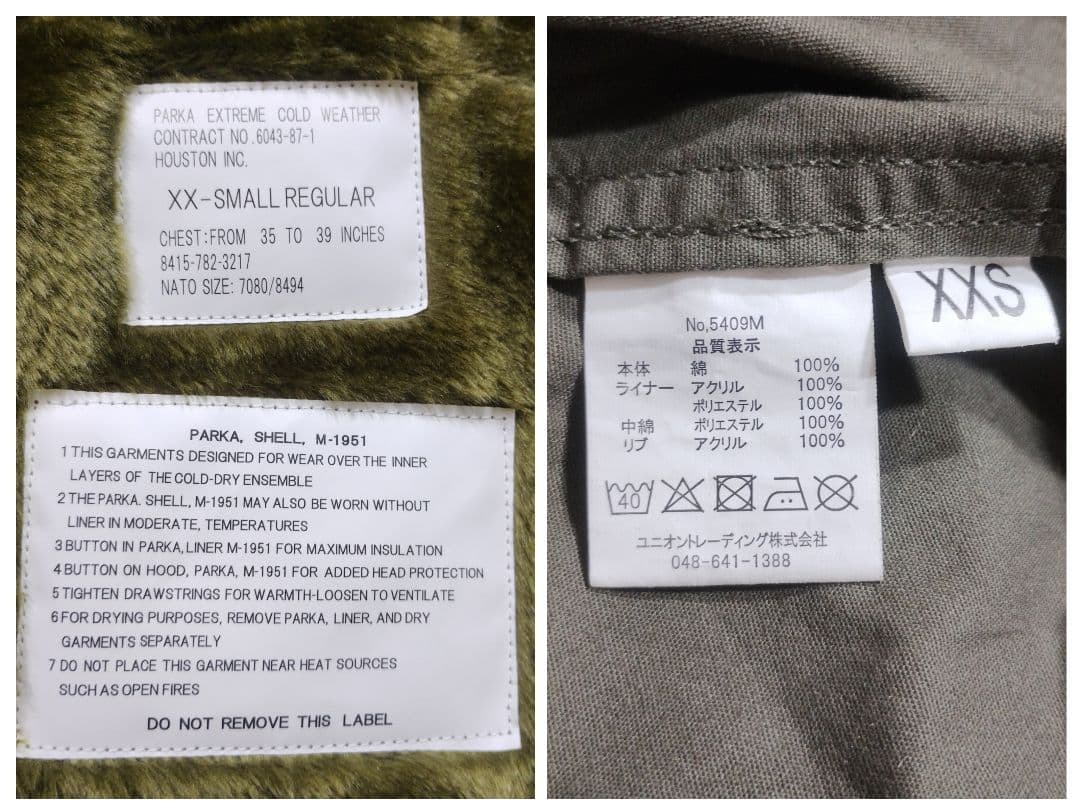 PARKA EXTREME COLD WEATHER
CONTRACT NO.6043-87-1
HOUSTON INC.
XX-SMALL REGULAR
CHEST:FROM 35 TO 39 INCHES
8415-782-3217
NATO SIZE: 7080/8494
PARKA, SHELL, M-1951
1 THIS GARMENTS DESIGNED FOR WEAR OVER THE INNER
LAYERS OF THE COLD-DRY ENSEMBLE
2 THE PARKA. SHELL, M-1951 MAY ALSO BE WORN WITHOUT
LINER IN MODERATE, TEMPERATURES
3 BUTTON IN PARKA, LINER M-1951 FOR MAXIMUM INSULATION
4 BUTTON ON HOOD, PARKA, M-1951 FOR ADDED HEAD PROTECTION
5 TIGHTEN DRAWSTRINGS FOR WARMTH-LOOSEN TO VENTILATE
6 FOR DRYING PURPOSES, REMOVE PARKA, LINER, AND DRY
GARMENTS SEPARATELY
7 DO NOT PLACE THIS GARMENT NEAR HEAT SOURCES
SUCH AS OPEN FIRES
DO NOT REMOVE THIS LABEL
XXS
No,5409M
品質表示
本体 綿 100%
ライナー アクリル 100%
ポリエステル 100%
中綿 ポリエステル 100%
リブ アクリル 100%
40
ユニオントレーディング株式会社
048-641-1388